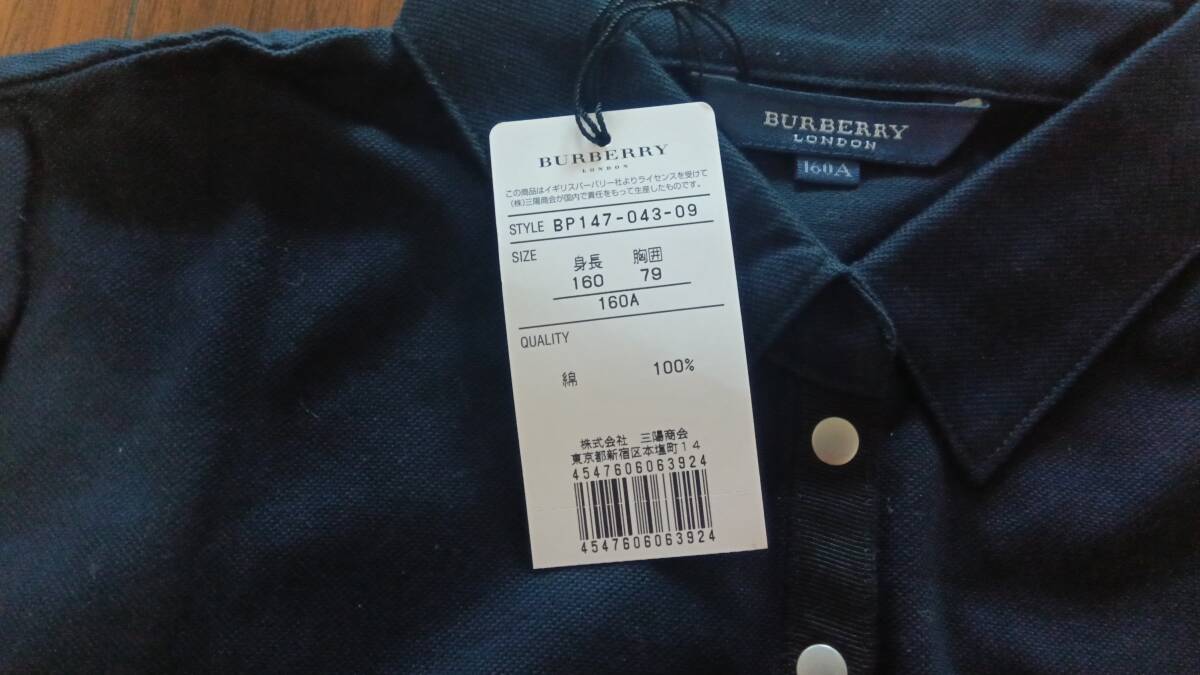 BURBERRY
LONDON
この商品はイギリスバーバリー社よりライセンスを受けて
(株)三陽商会が国内で責任をもって生産したものです。
STYLE BP147-043-09
SIZE
身長 胸囲
160 79
160A
QUALITY
綿 100%
株式会社 三陽商会
東京都新宿区本塩町14
4547606063924
4547606063924
BURBERRY
LONDON
160A